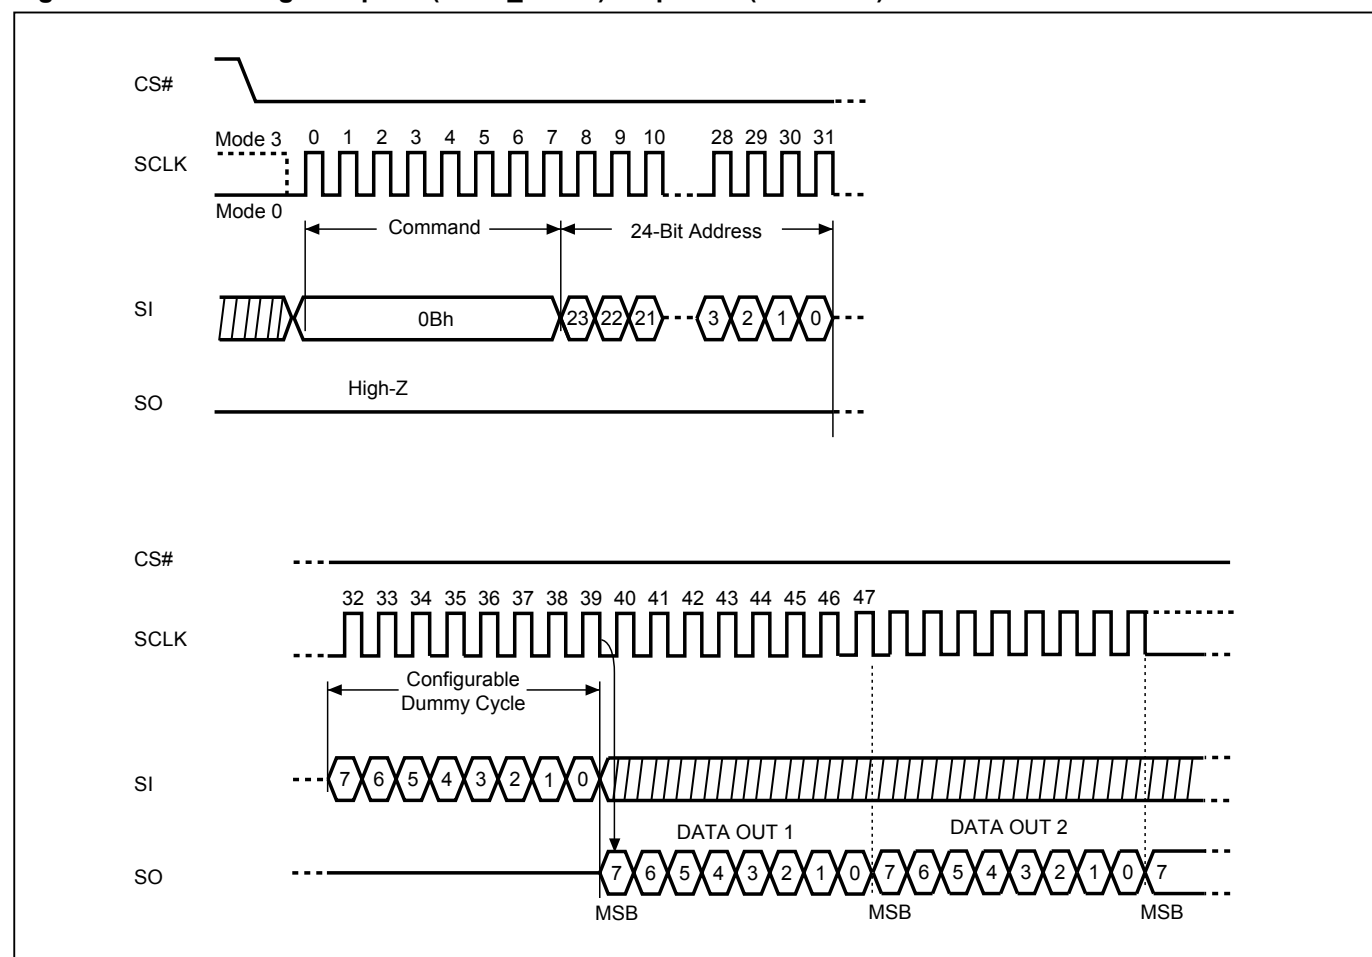 CS#
Mode 3 0 1 2 3 4 5 6 7 8 9 10 28 29 30 31
SCLK
Mode 0
Command 24-Bit Address
SI 0Bh 23 22 21 3 2 1 0
High-Z
SO
CS#
32 33 34 35 36 37 38 39 40 41 42 43 44 45 46 47
SCLK
Configurable
Dummy Cycle
SI 7 6 5 4 3 2 1 0
DATA OUT 1 DATA OUT 2
SO 7 6 5 4 3 2 1 0 7 6 5 4 3 2 1 0 7
MSB MSB MSB